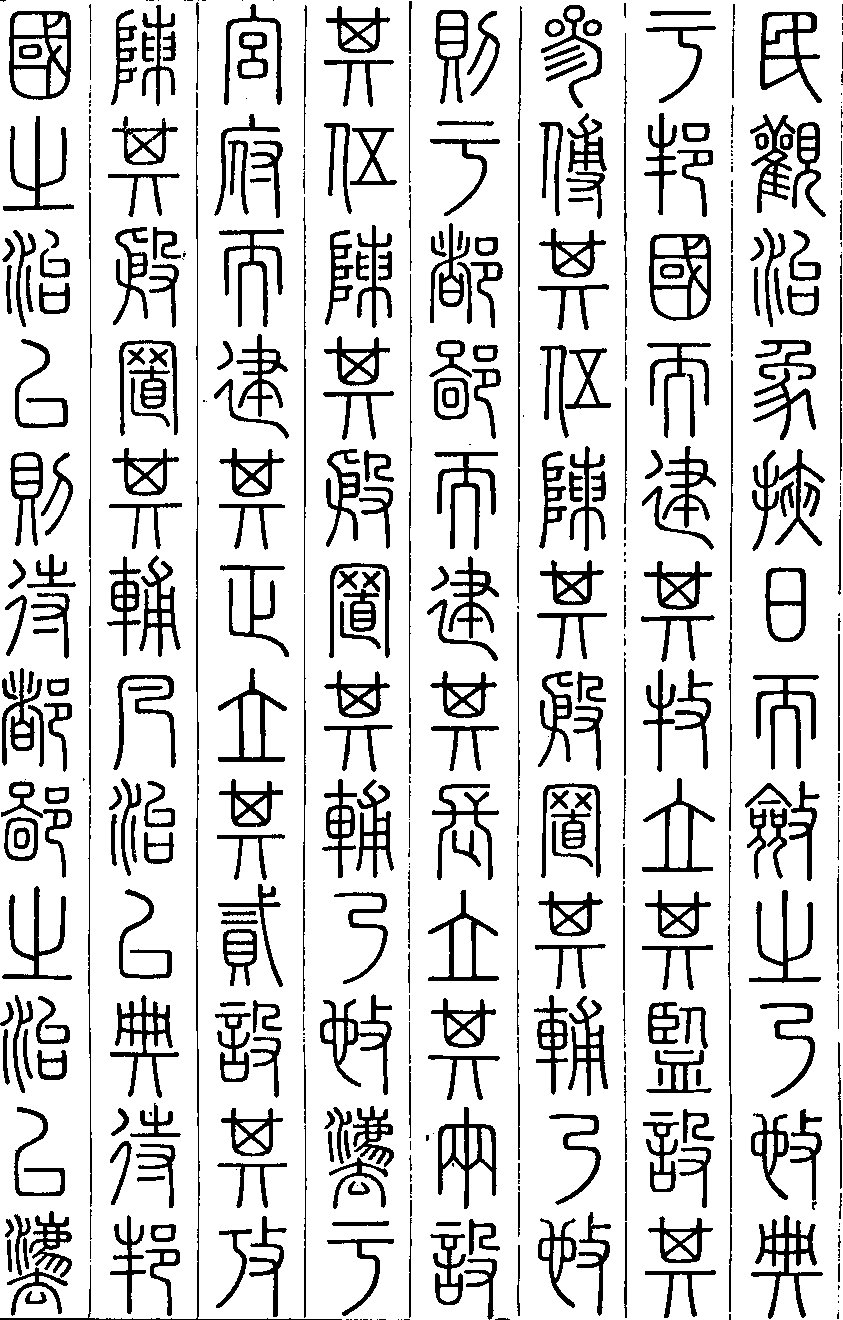 民觀治象挾日而斂之乃施典
于邦國而建其牧立其監設其
參傅其伍陳其殷置其輔乃施
則于都鄙而建其長立其兩設
其伍陳其殷置其輔乃施灋于
官府而建其正立其貳設其攷
陳其殷置其輔凡治以典待邦
國之治以則待都鄙之治以灋